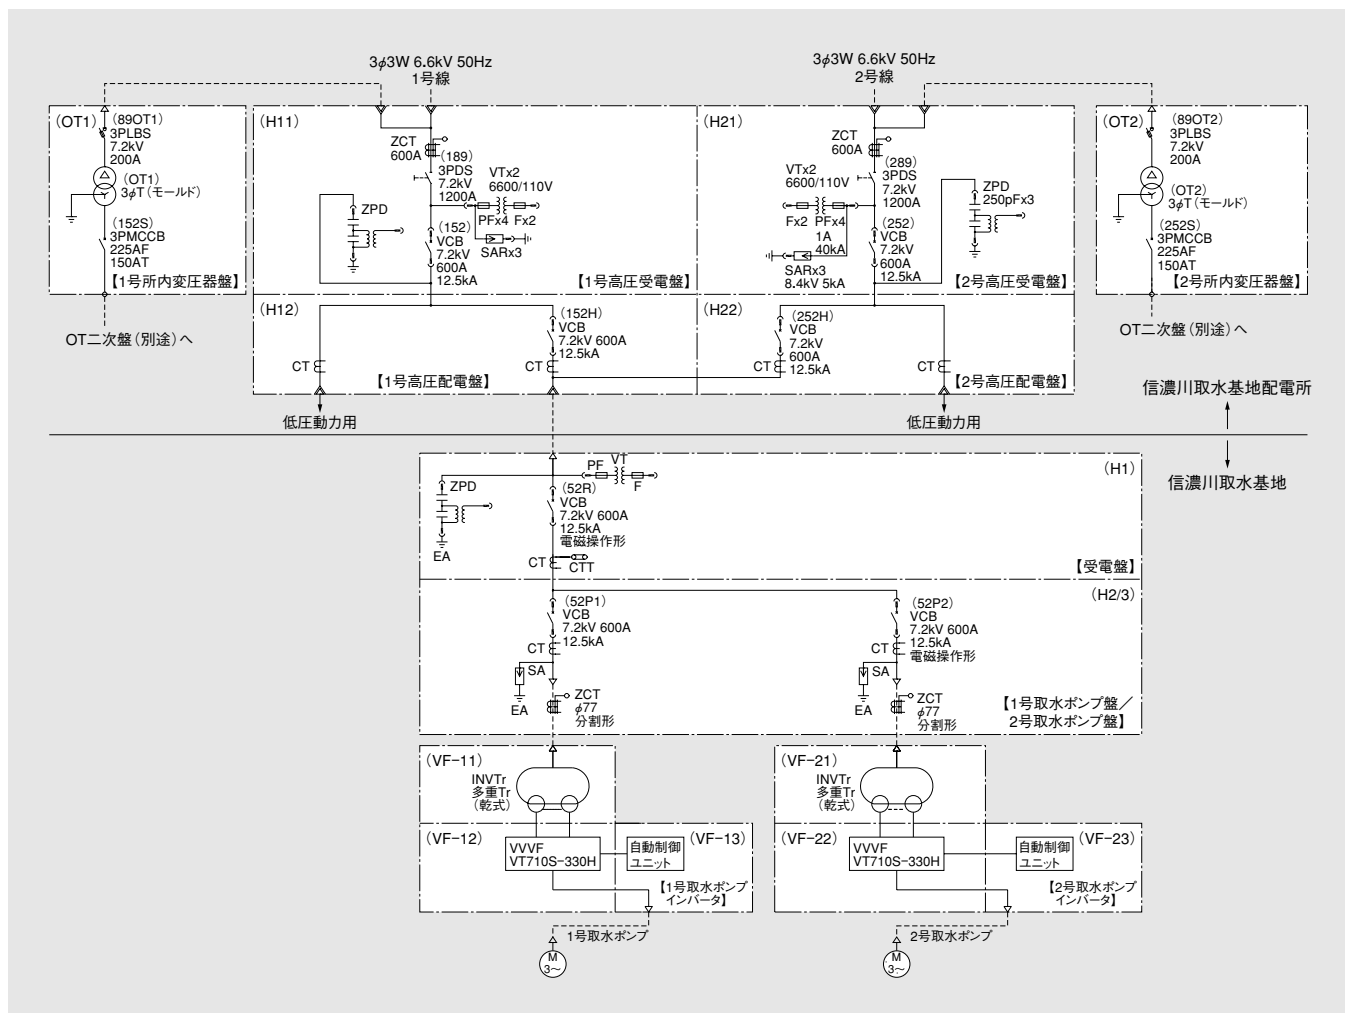 3φ3W 6.6kV 50Hz
1号線
3φ3W 6.6kV 50Hz
2号線
(OT1)
(89OT1)
3PLBS
7.2kV
200A
(OT1)
3φT(モールド)
(152S)
3PMCCB
225AF
150AT
【1号所内変圧器盤】
OT二次盤(別途)へ
(H11)
ZCT
600A
(189)
3PDS
7.2kV
1200A
VTx2
6600/110V
PFx4 Fx2
SARx3
ZPD
(152)
VCB
7.2kV
600A
12.5kA
【1号高圧受電盤】
(H21)
ZCT
600A
(289)
3PDS
7.2kV
1200A
VTx2
6600/110V
Fx2 PFx4
1A
40kA
SARx3
8.4kV 5kA
ZPD
250pFx3
(252)
VCB
7.2kV
600A
12.5kA
【2号高圧受電盤】
(OT2)
(89OT2)
3PLBS
7.2kV
200A
(OT2)
3φT(モールド)
(252S)
3PMCCB
225AF
150AT
【2号所内変圧器盤】
OT二次盤(別途)へ
(H12)
(152H)
VCB
7.2kV 600A
12.5kA
CT
CT
【1号高圧配電盤】
低圧動力用
(H22)
(252H)
VCB
7.2kV
600A
12.5kA
CT
CT
【2号高圧配電盤】
低圧動力用
信濃川取水基地配電所
信濃川取水基地
(H1)
PF VT
F
ZPD
EA
(52R)
VCB
7.2kV 600A
12.5kA
電磁操作形
CT
CTT
【受電盤】
(H2/3)
(52P1)
VCB
7.2kV 600A
12.5kA
CT
SA
EA
ZCT
φ77
分割形
(52P2)
VCB
7.2kV 600A
12.5kA
電磁操作形
CT
SA
EA
ZCT
φ77
分割形
【1号取水ポンプ盤/
2号取水ポンプ盤】
(VF-11)
INVTr
多重Tr
(乾式)
(VF-12)
VVVF
VT710S-330H
(VF-13)
自動制御
ユニット
【1号取水ポンプ
インバータ】
1号取水ポンプ
M
3~
(VF-21)
INVTr
多重Tr
(乾式)
(VF-22)
VVVF
VT710S-330H
(VF-23)
自動制御
ユニット
【2号取水ポンプ
インバータ】
2号取水ポンプ
M
3~